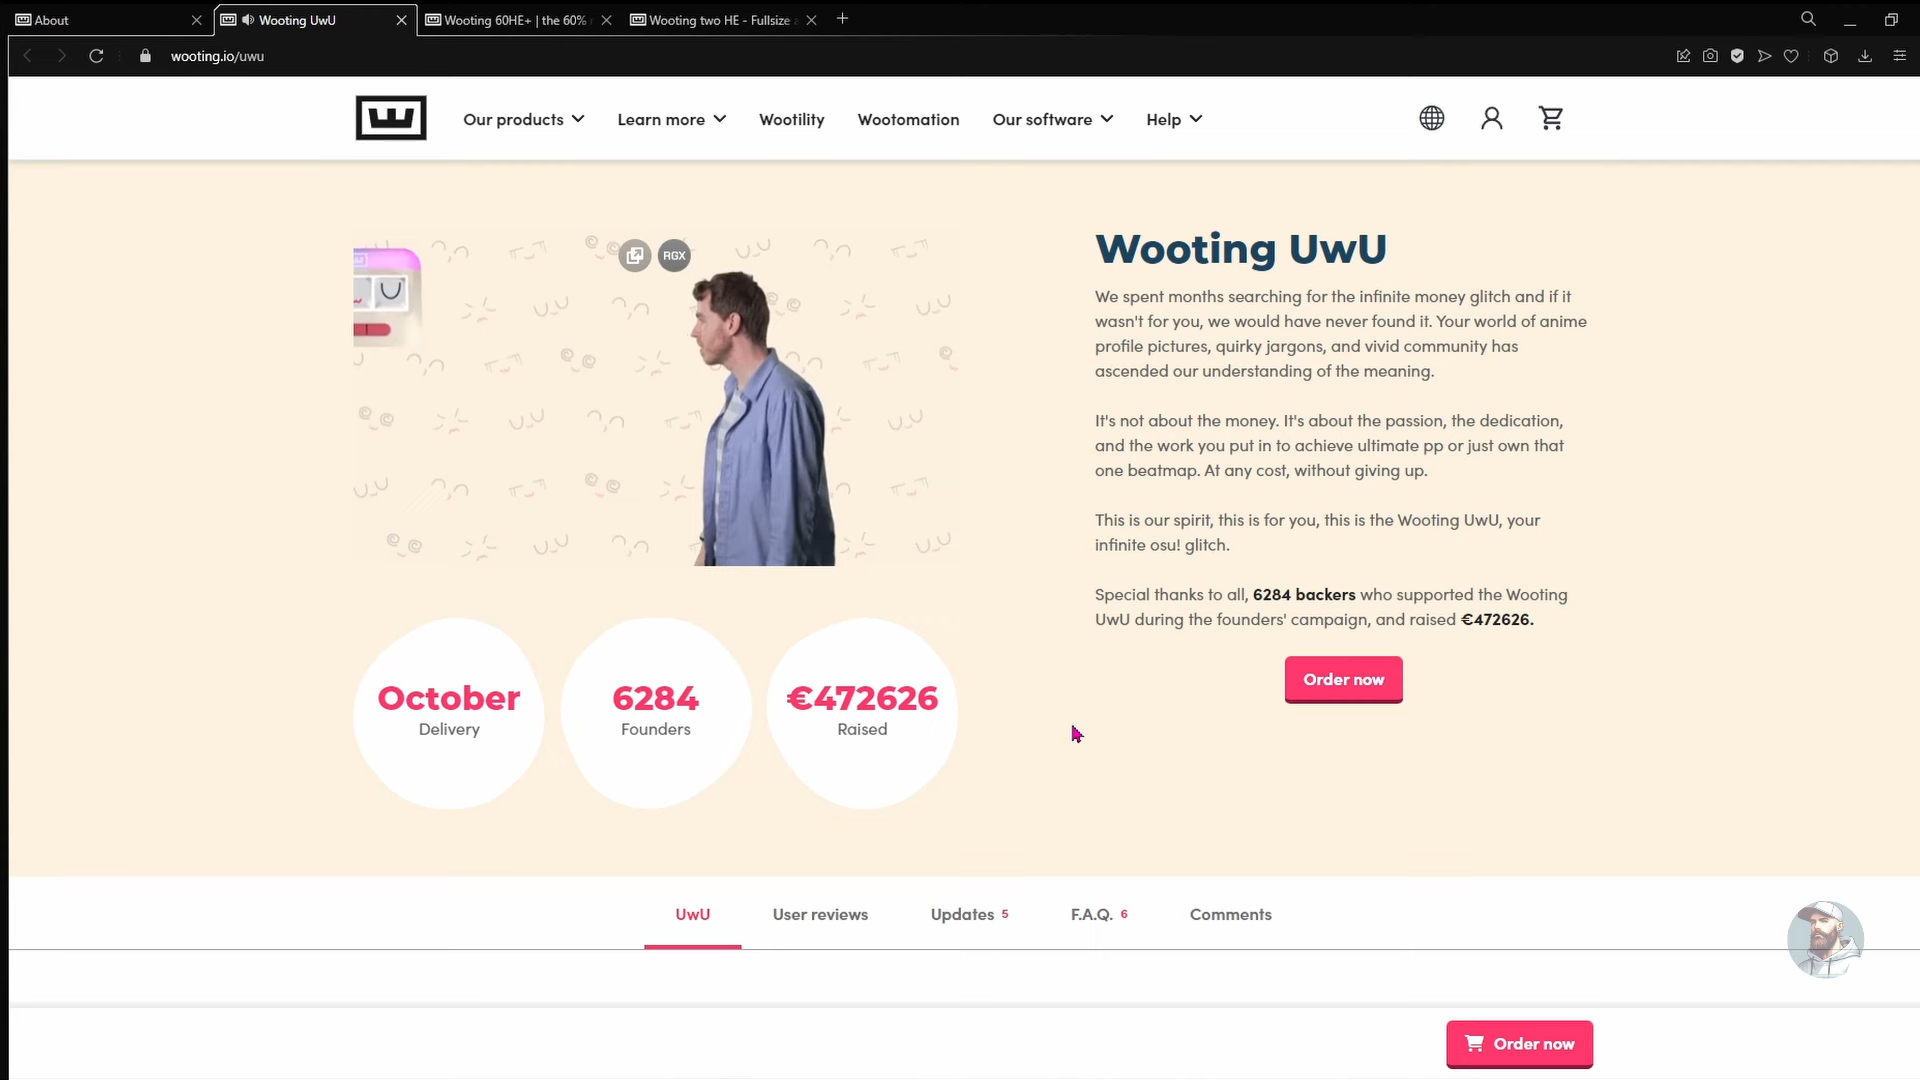 About
Wooting UwU
Wooting 60HE+ | the 60%
Wooting two HE - Fullsize
wooting.io/uwu
Our products
Learn more
Wootility
Wootomation
Our software
Help
RGX
Wooting UwU
We spent months searching for the infinite money glitch and if it
wasn't for you, we would have never found it. Your world of anime
profile pictures, quirky jargons, and vivid community has
ascended our understanding of the meaning.
It's not about the money. It's about the passion, the dedication,
and the work you put in to achieve ultimate pp or just own that
one beatmap. At any cost, without giving up.
This is our spirit, this is for you, this is the Wooting UwU, your
infinite osu! glitch.
Special thanks to all, 6284 backers who supported the Wooting
UwU during the founders' campaign, and raised €472626.
Order now
October
Delivery
6284
Founders
€472626
Raised
UwU
User reviews
Updates 5
F.A.Q. 6
Comments
Order now